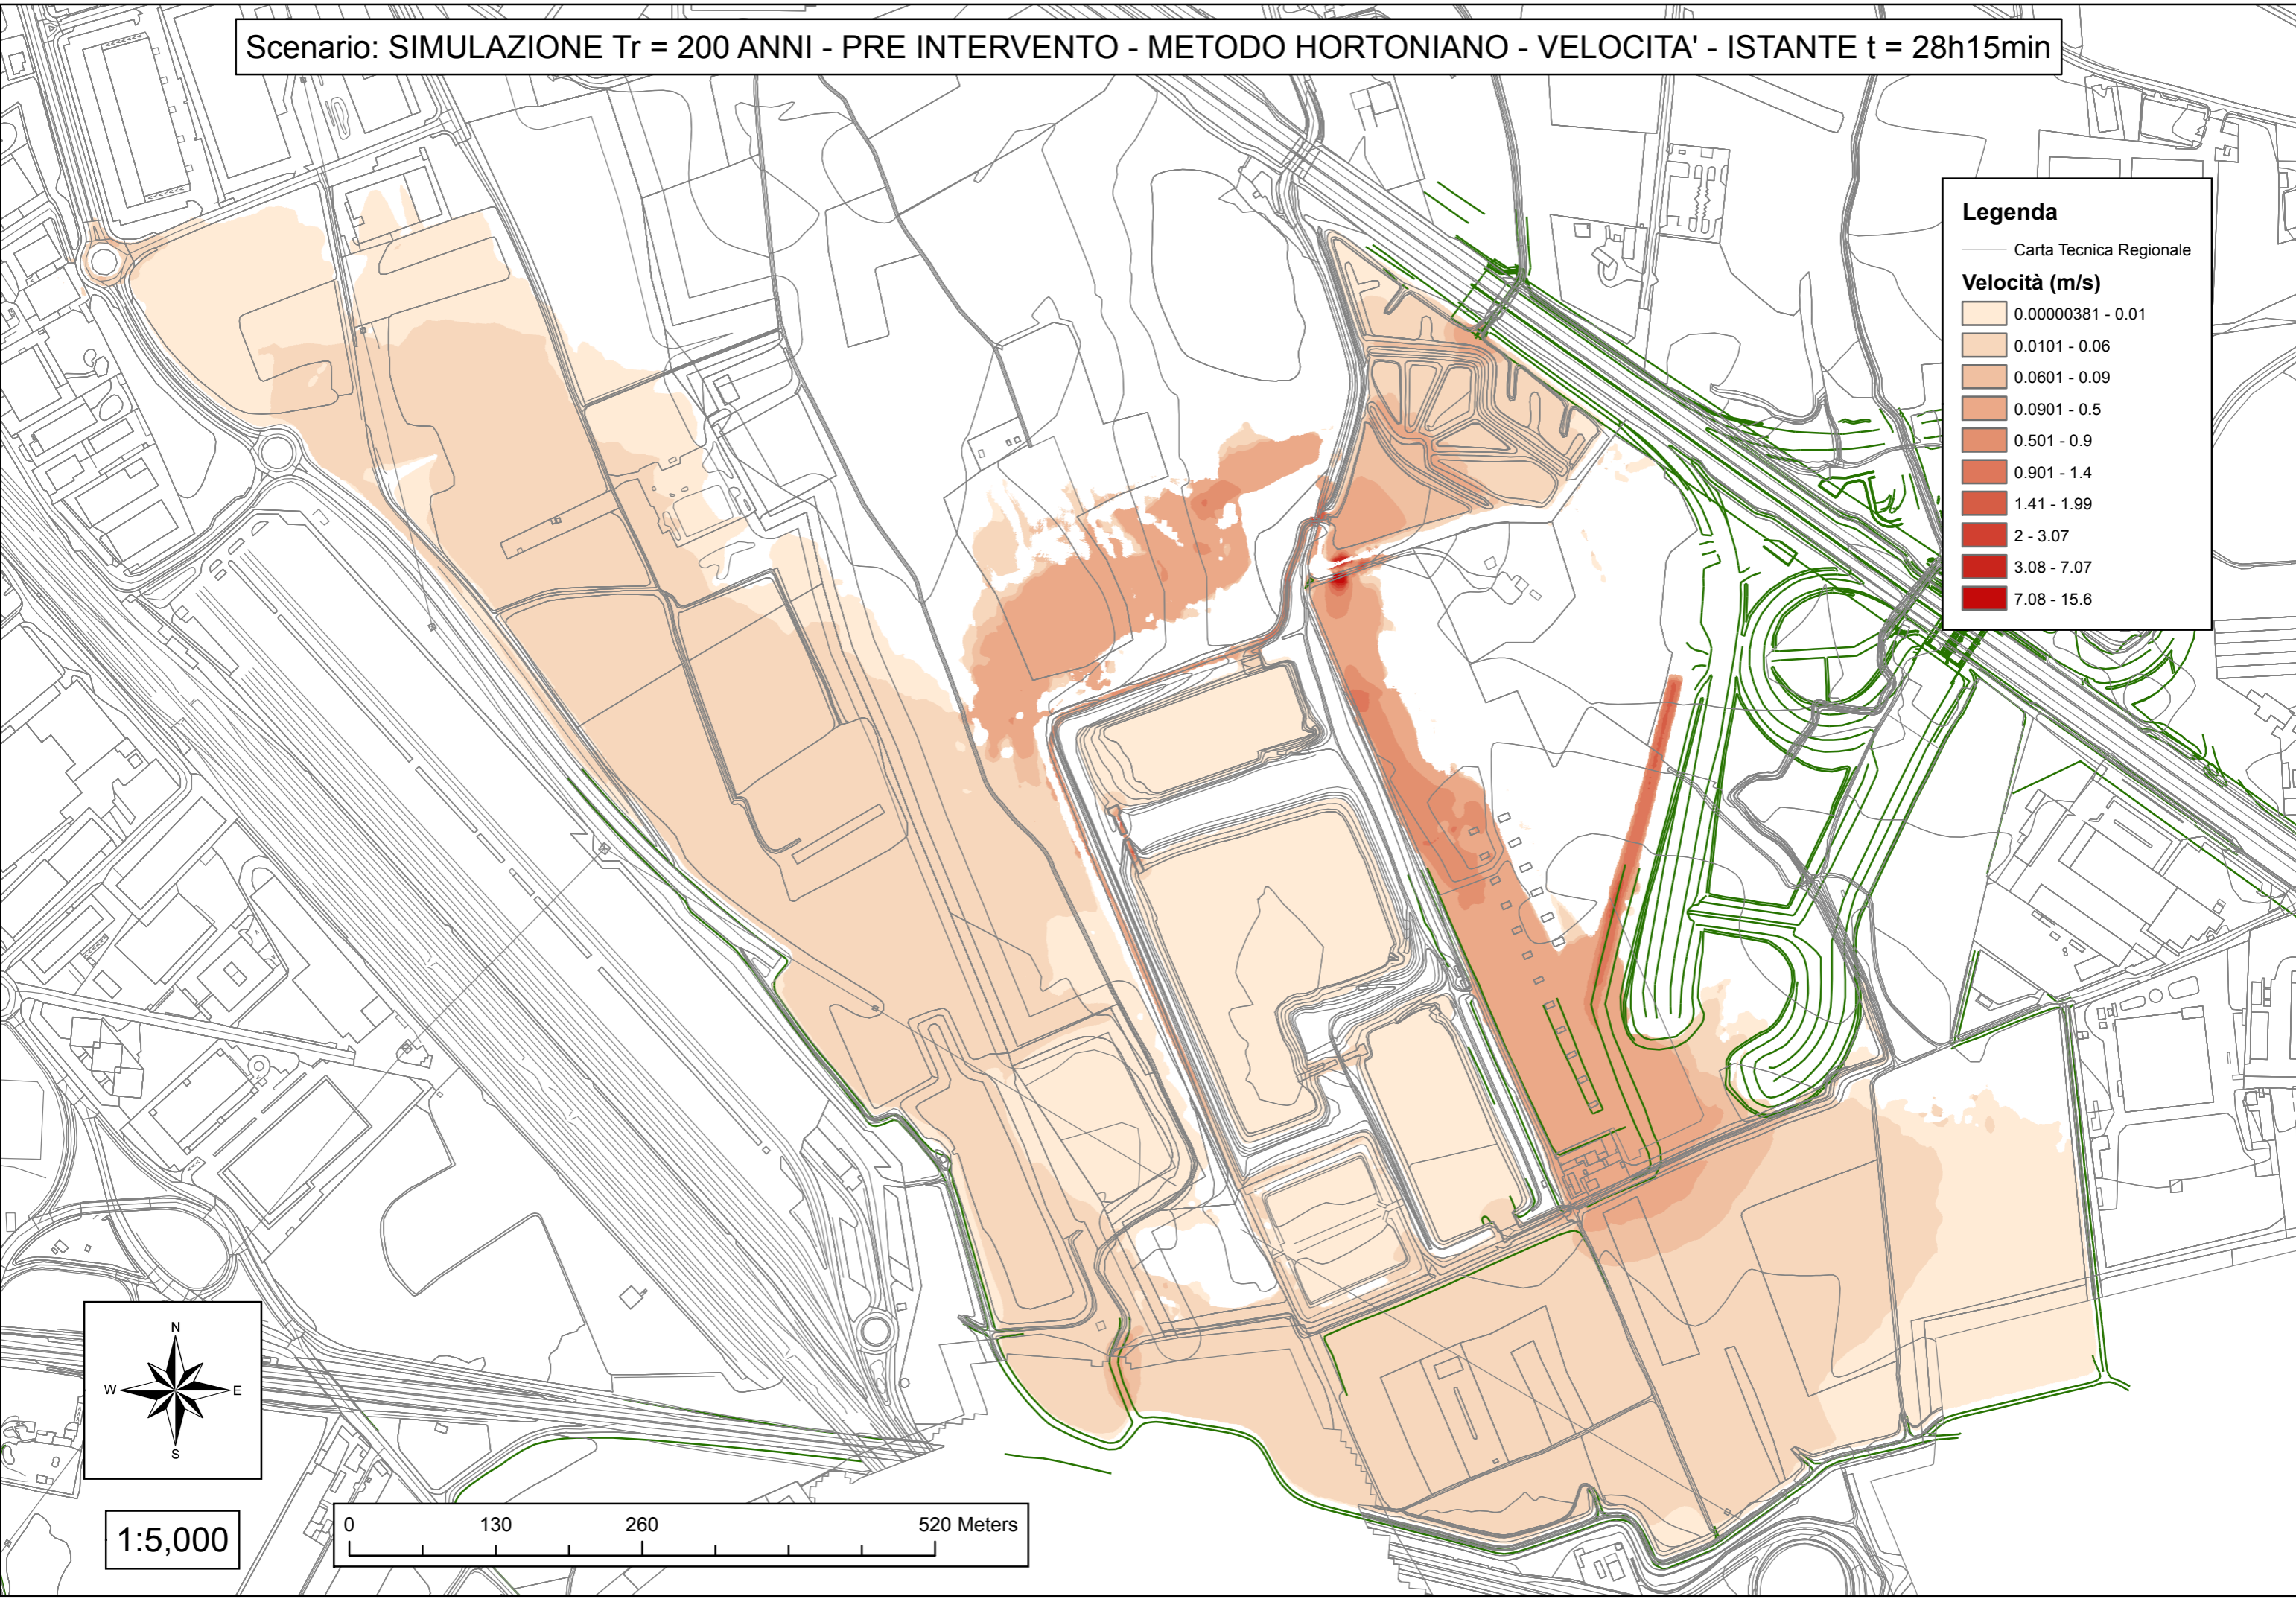 Scenario: SIMULAZIONE Tr = 200 ANNI - PRE INTERVENTO - METODO HORTONIANO - VELOCITA' - ISTANTE t = 28h15min
Legenda
Carta Tecnica Regionale
Velocità (m/s)
0.00000381 - 0.01
0.0101 - 0.06
0.0601 - 0.09
0.0901 - 0.5
0.501 - 0.9
0.901 - 1.4
1.41 - 1.99
2 - 3.07
3.08 - 7.07
7.08 - 15.6
N
W E
S
1:5,000
0 130 260 520 Meters